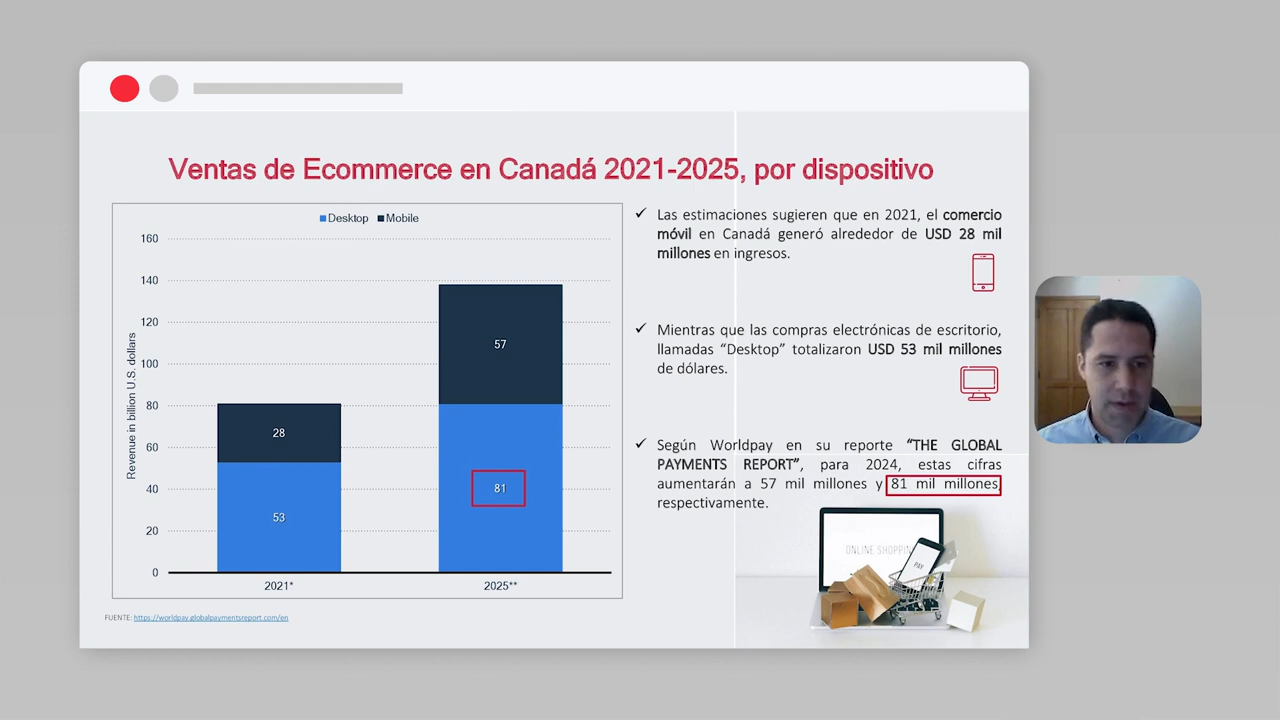 Ventas de Ecommerce en Canadá 2021-2025, por dispositivo
Desktop Mobile
160
140
120
100
80
60
40
20
0
Revenue in billion U.S. dollars
28
53
57
81
2021*
2025**
FUENTE: https://worldpay.globalpaymentsreport.com/en
✓ Las estimaciones sugieren que en 2021, el comercio
móvil en Canadá generó alrededor de USD 28 mil
millones en ingresos.
✓ Mientras que las compras electrónicas de escritorio,
llamadas “Desktop” totalizaron USD 53 mil millones
de dólares.
✓ Según Worldpay en su reporte “THE GLOBAL
PAYMENTS REPORT”, para 2024, estas cifras
aumentarán a 57 mil millones y 81 mil millones,
respectivamente.
ONLINE SHOPPIN
PAY